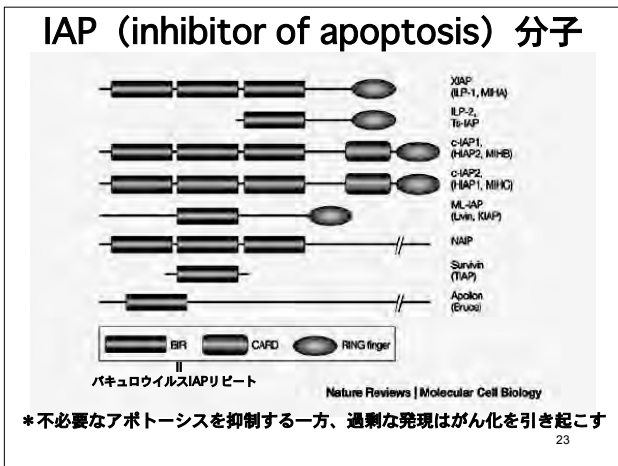 IAP（inhibitor of apoptosis）分子
XIAP
(ILP-1, MIHA)
ILP-2,
Ts-IAP
c-IAP1,
(HIAP2, MIHB)
c-IAP2,
(HIAP1, MIHC)
ML-IAP
(Livin, KIAP)
NAIP
Survivin
(TIAP)
Apollon
(Bruce)
BIR CARD RING finger
=
バキュロウイルスIAPリピート
Nature Reviews | Molecular Cell Biology
＊不必要なアポトーシスを抑制する一方、過剰な発現はがん化を引き起こす
23